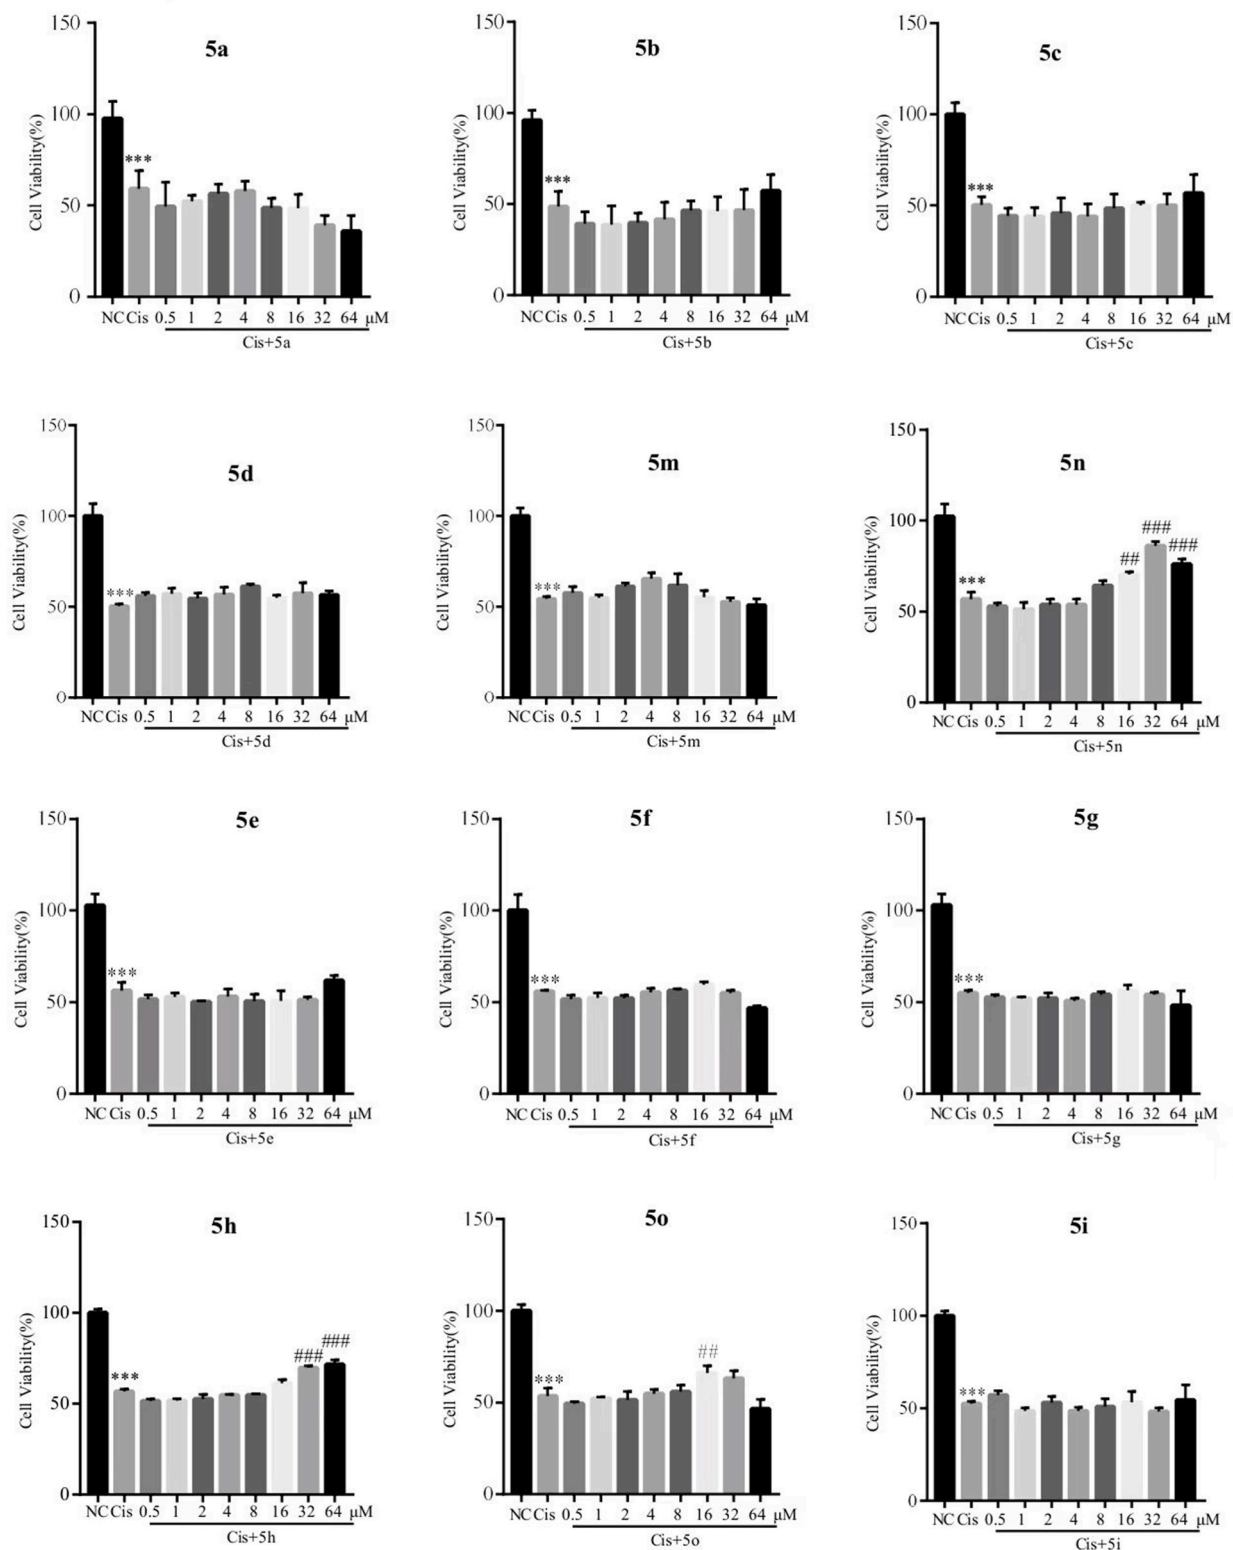 5a
150
100
50
0
Cell Viability(%)
***
NC Cis 0.5 1 2 4 8 16 32 64 μM
Cis+5a
5b
150
100
50
0
Cell Viability(%)
***
NC Cis 0.5 1 2 4 8 16 32 64 μM
Cis+5b
5c
150
100
50
0
Cell Viability(%)
***
NC Cis 0.5 1 2 4 8 16 32 64 μM
Cis+5c
5d
150
100
50
0
Cell Viability(%)
***
NC Cis 0.5 1 2 4 8 16 32 64 μM
Cis+5d
5m
150
100
50
0
Cell Viability(%)
***
NC Cis 0.5 1 2 4 8 16 32 64 μM
Cis+5m
5n
150
100
50
0
Cell Viability(%)
***
##
###
###
NC Cis 0.5 1 2 4 8 16 32 64 μM
Cis+5n
5e
150
100
50
0
Cell Viability(%)
***
NC Cis 0.5 1 2 4 8 16 32 64 μM
Cis+5e
5f
150
100
50
0
Cell Viability(%)
***
NC Cis 0.5 1 2 4 8 16 32 64 μM
Cis+5f
5g
150
100
50
0
Cell Viability(%)
***
NC Cis 0.5 1 2 4 8 16 32 64 μM
Cis+5g
5h
150
100
50
0
Cell Viability(%)
***
###
###
NC Cis 0.5 1 2 4 8 16 32 64 μM
Cis+5h
5o
150
100
50
0
Cell Viability(%)
***
##
NC Cis 0.5 1 2 4 8 16 32 64 μM
Cis+5o
5i
150
100
50
0
Cell Viability(%)
***
NC Cis 0.5 1 2 4 8 16 32 64 μM
Cis+5i